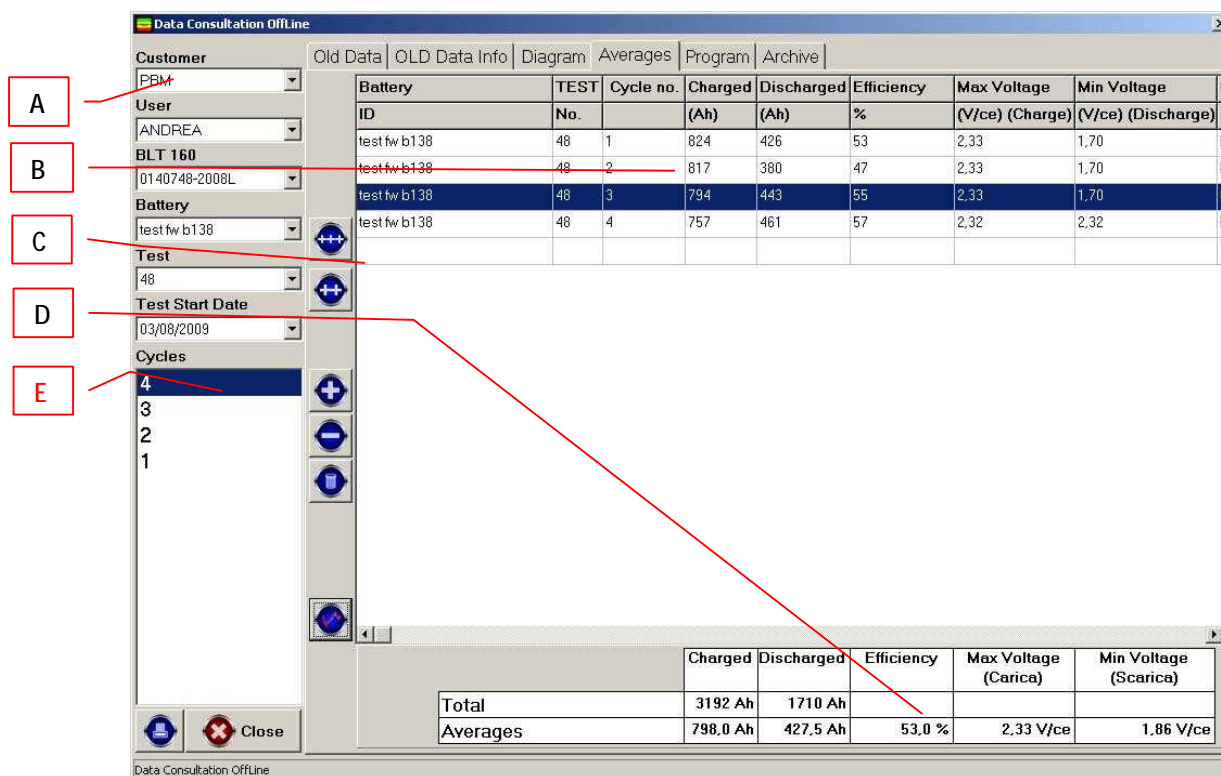 Data Consultation OffLine
Customer
PBM
User
ANDREA
BLT 160
0140748-2008L
Battery
test fw b138
Test
48
Test Start Date
03/08/2009
Cycles
4
3
2
1
Close
Old Data OLD Data Info Diagram Averages Program Archive
Battery TEST Cycle no. Charged Discharged Efficiency Max Voltage Min Voltage
ID No. (Ah) (Ah) % (V/ce) (Charge) (V/ce) (Discharge)
test fw b138 48 1 824 426 53 2,33 1,70
test fw b138 48 2 817 380 47 2,33 1,70
test fw b138 48 3 794 443 55 2,33 1,70
test fw b138 48 4 757 461 57 2,32 2,32
Charged Discharged Efficiency Max Voltage Min Voltage
(Carica) (Scarica)
Total 3192 Ah 1710 Ah
Averages 798,0 Ah 427,5 Ah 53,0 % 2,33 V/ce 1,86 V/ce
Data Consultation OffLine
A
B
C
D
E